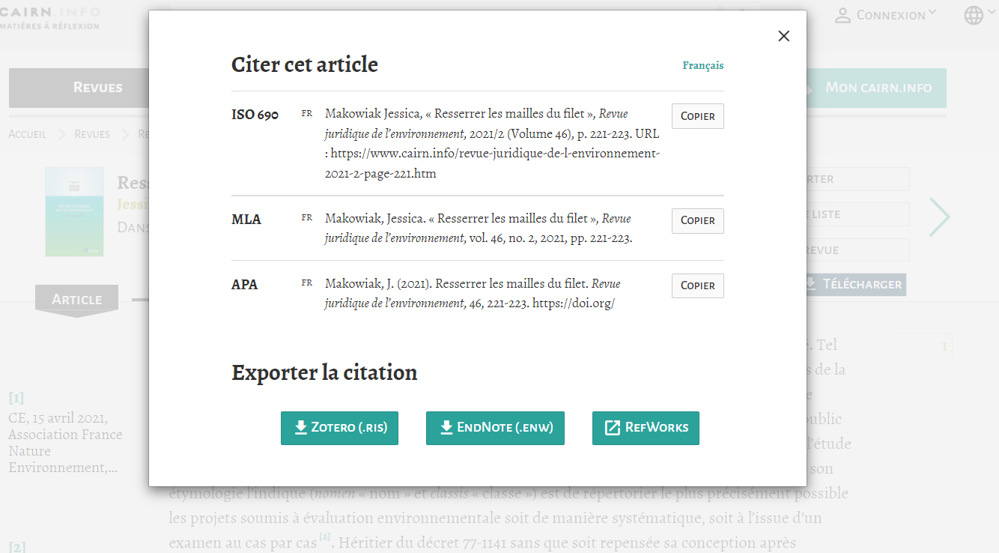 CAIRN.INFO
MATIÈRES À RÉFLEXION
Connexion
Revues
Mon cairn.info
Accueil
Revues
Citer cet article
Français
ISO 690
FR
Makowiak Jessica, « Resserrer les mailles du filet », Revue
juridique de l’environnement, 2021/2 (Volume 46), p. 221-223. URL
: https://www.cairn.info/revue-juridique-de-l-environnement-
2021-2-page-221.htm
Copier
MLA
FR
Makowiak, Jessica. « Resserrer les mailles du filet », Revue
juridique de l’environnement, vol. 46, no. 2, 2021, pp. 221-223.
Copier
APA
FR
Makowiak, J. (2021). Resserrer les mailles du filet. Revue
juridique de l’environnement, 46, 221-223. https://doi.org/
Copier
Exporter la citation
Zotero (.ris)
EndNote (.enw)
RefWorks
Ress
Jessi
Dans
rter
e liste
revue
Télécharger
Article
é. Tel
1
s de la
e
public
l’étude
son
[1]
CE, 15 avril 2021,
Association France
Nature
Environnement,...
étymologie l’indique (nomen « nom » et classis « classe ») est de répertorier le plus précisément possible
les projets soumis à évaluation environnementale soit de manière systématique, soit à l’issue d’un
examen au cas par cas [2]. Héritier du décret 77-1141 sans que soit repensée sa conception après
[2]